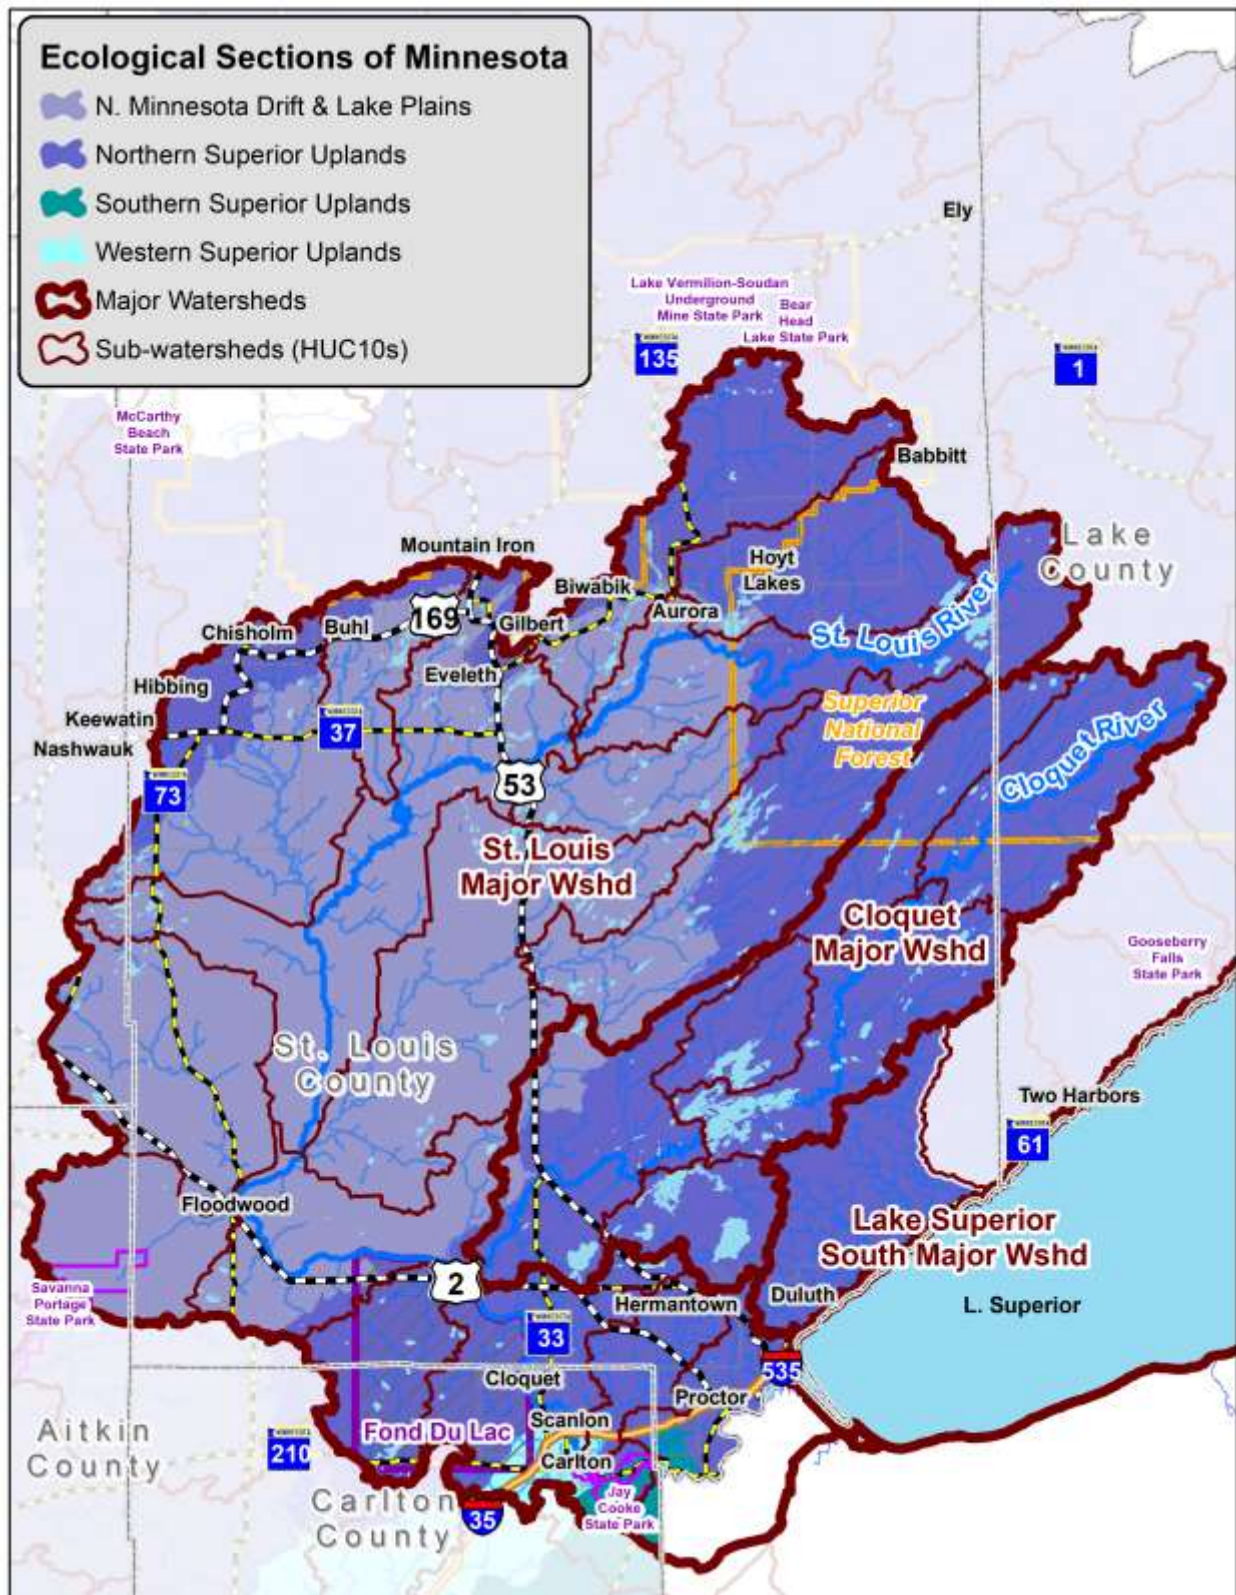 Ecological Sections of Minnesota
N. Minnesota Drift & Lake Plains
Northern Superior Uplands
Southern Superior Uplands
Western Superior Uplands
Major Watersheds
Sub-watersheds (HUC10s)
Ely
Lake Vermilion-Soudan
Underground
Mine State Park
Bear
Head
Lake State Park
135
1
McCarthy
Beach
State Park
Babbitt
Lake
County
Mountain Iron
Hoyt
Lakes
Biwabik
Aurora
169
Gilbert
Buhl
Chisholm
St. Louis River
Eveleth
Hibbing
Keewatin
Nashwauk
37
Superior
National
Forest
Cloquet River
73
53
St. Louis
Major Wshd
Cloquet
Major Wshd
Gooseberry
Falls
State Park
St. Louis
County
Two Harbors
61
Floodwood
Lake Superior
South Major Wshd
2
Savanna
Portage
State Park
Hermantown
Duluth
L. Superior
33
535
Cloquet
Proctor
Scanlon
Fond Du Lac
Carlton
Aitkin
County
210
Carlton
County
35
Jay
Cooke
State Park